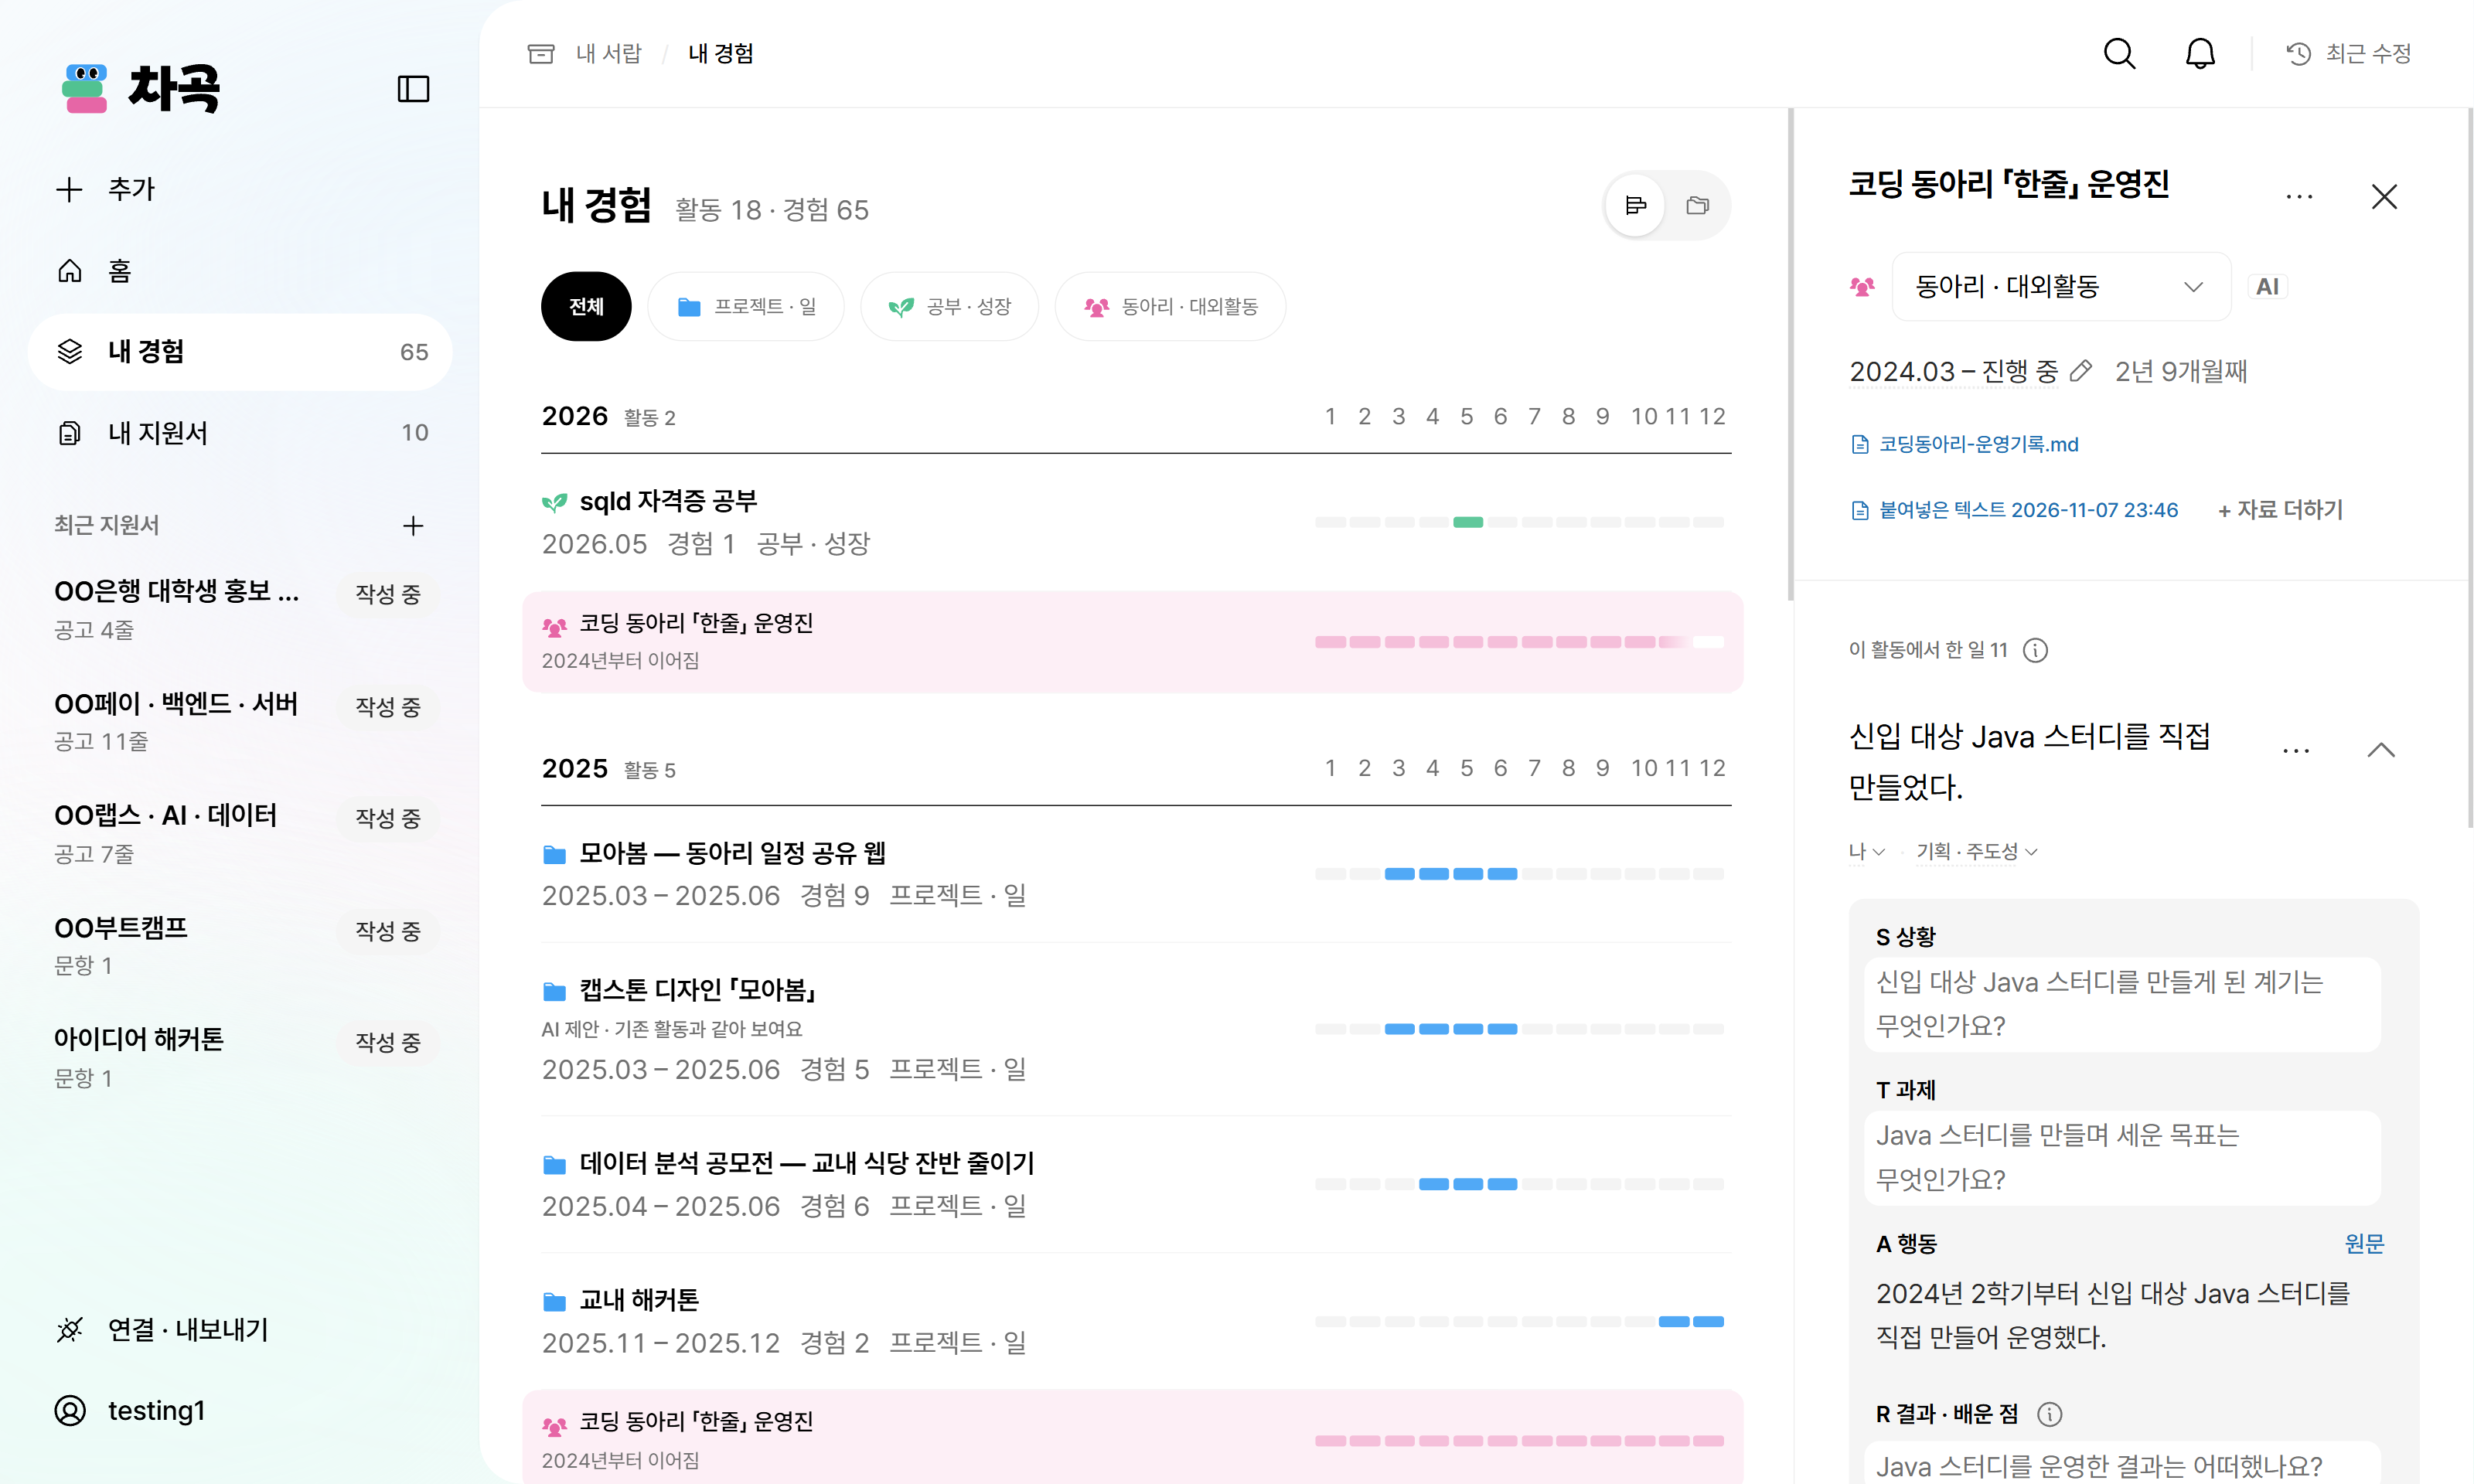 차곡
추가
홈
내 경험 65
내 지원서 10
최근 지원서
OO은행 대학생 홍보 ... 작성 중
공고 4줄
OO페이 · 백엔드 · 서버 작성 중
공고 11줄
OO랩스 · AI · 데이터 작성 중
공고 7줄
OO부트캠프 작성 중
문항 1
아이디어 해커톤 작성 중
문항 1
연결 · 내보내기
testing1
내 서랍 / 내 경험
최근 수정
내 경험 활동 18 · 경험 65
전체 프로젝트 · 일 공부 · 성장 동아리 · 대외활동
2026 활동 2 1 2 3 4 5 6 7 8 9 10 11 12
sqld 자격증 공부
2026.05 경험 1 공부 · 성장
코딩 동아리 「한줄」 운영진
2024년부터 이어짐
2025 활동 5 1 2 3 4 5 6 7 8 9 10 11 12
모아봄 — 동아리 일정 공유 웹
2025.03 – 2025.06 경험 9 프로젝트 · 일
캡스톤 디자인 「모아봄」
AI 제안 · 기존 활동과 같아 보여요
2025.03 – 2025.06 경험 5 프로젝트 · 일
데이터 분석 공모전 — 교내 식당 잔반 줄이기
2025.04 – 2025.06 경험 6 프로젝트 · 일
교내 해커톤
2025.11 – 2025.12 경험 2 프로젝트 · 일
코딩 동아리 「한줄」 운영진
2024년부터 이어짐
코딩 동아리 「한줄」 운영진 ...
동아리 · 대외활동 AI
2024.03 – 진행 중 2년 9개월째
코딩동아리-운영기록.md
붙여넣은 텍스트 2026-11-07 23:46 + 자료 더하기
이 활동에서 한 일 11
신입 대상 Java 스터디를 직접 ...
만들었다.
나 · 기획 · 주도성
S 상황
신입 대상 Java 스터디를 만들게 된 계기는
무엇인가요?
T 과제
Java 스터디를 만들며 세운 목표는
무엇인가요?
A 행동 원문
2024년 2학기부터 신입 대상 Java 스터디를
직접 만들어 운영했다.
R 결과 · 배운 점
Java 스터디를 운영한 결과는 어떠했나요?